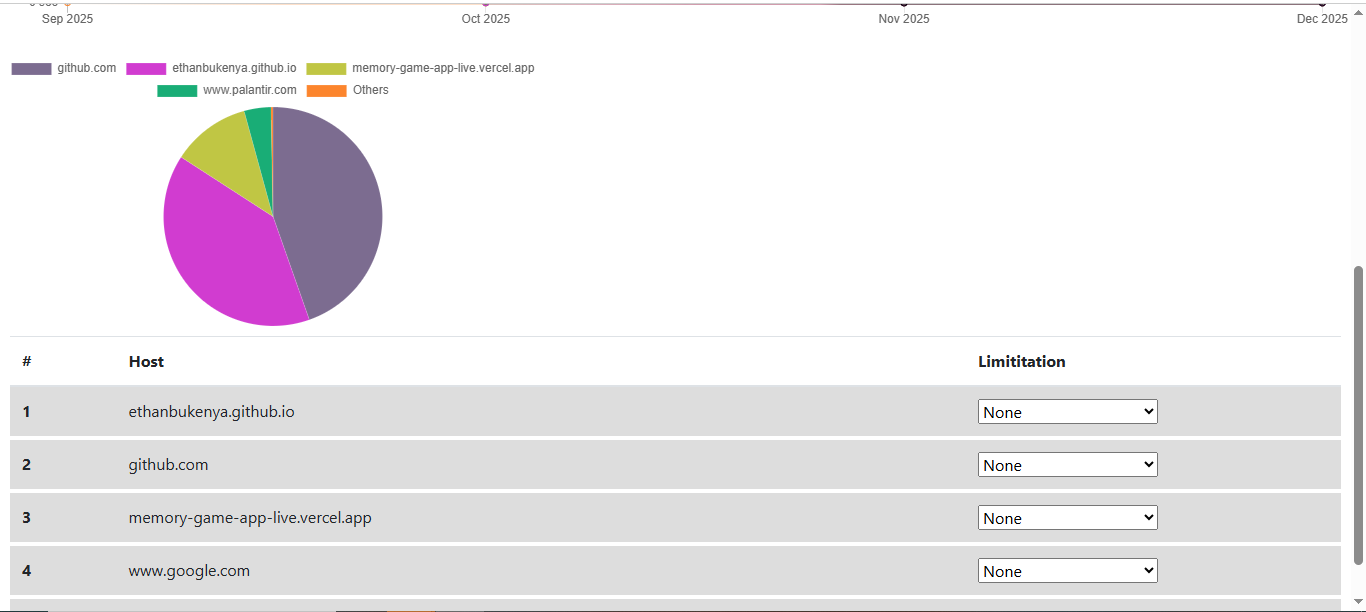 Sep 2025 Oct 2025 Nov 2025 Dec 2025
github.com ethanbukenya.github.io memory-game-app-live.vercel.app
www.palantir.com Others
# Host Limititation
1 ethanbukenya.github.io None
2 github.com None
3 memory-game-app-live.vercel.app None
4 www.google.com None